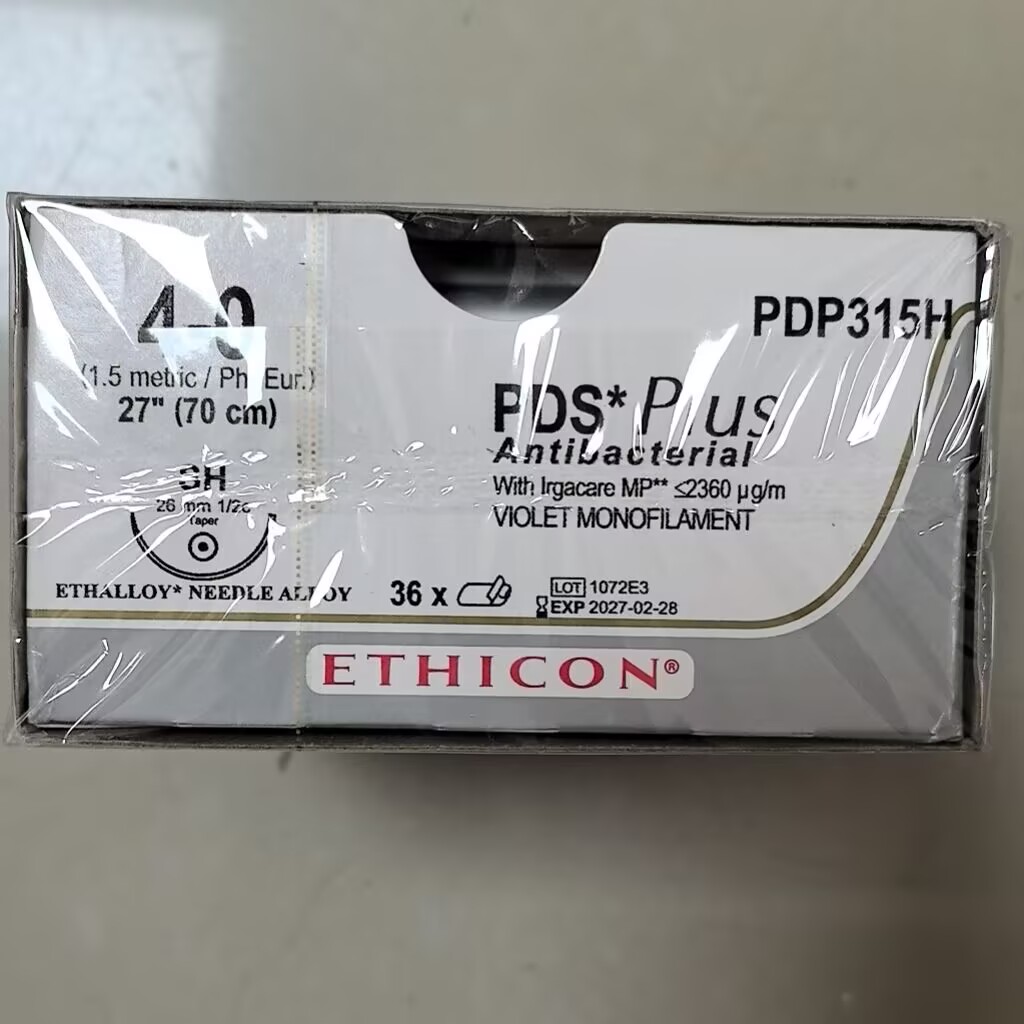 4-0
(1.5 metric / Ph. Eur.)
27" (70 cm)
SH
26 mm 1/2c
Taper
ETHALLOY* NEEDLE ALLOY
36 x
PDP315H
PDS* Plus
Antibacterial
With Irgacare MP** ≤2360 µg/m
VIOLET MONOFILAMENT
LOT 1072E3
EXP 2027-02-28
ETHICON®